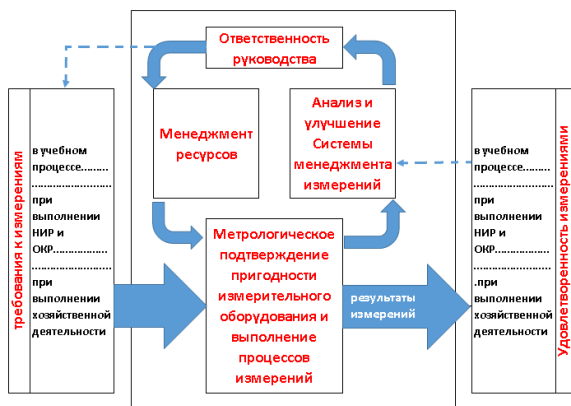 Ответственность
руководства
Менеджмент
ресурсов
Анализ и
улучшение
Системы
менеджмента
измерений
Метрологическое
подтверждение
пригодности
измерительного
оборудования и
выполнение
процессов
измерений
требования к измерениям
в учебном
процессе.........
.........................
при
выполнении
НИР и
ОКР................
.........................
при
выполнении
хозяйственной
деятельности
результаты
измерений
в учебном
процессе.........
.........................
при
выполнении
НИР и
ОКР................
.........................
.при
выполнении
хозяйственной
деятельности
Удовлетворенность измерениями